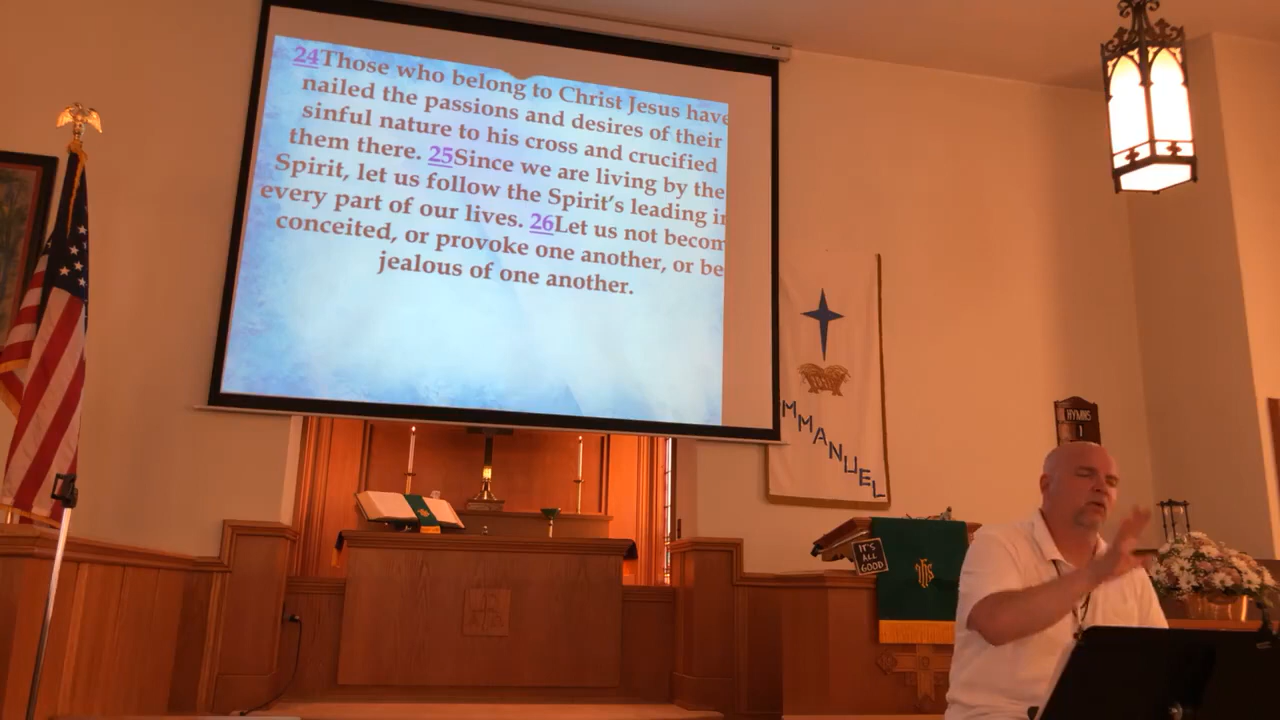 24Those who belong to Christ Jesus have
nailed the passions and desires of their
sinful nature to his cross and crucified
them there. 25Since we are living by the
Spirit, let us follow the Spirit's leading in
every part of our lives. 26Let us not becom
conceited, or provoke one another, or be
jealous of one another.
MMANUEL
HYMNS
1
IT'S
ALL
GOOD
IHS